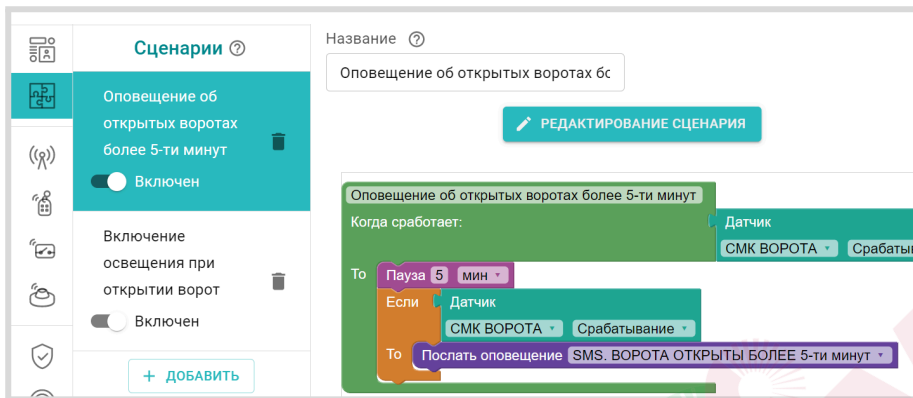 Сценарии
Оповещение об
открытых воротах
более 5-ти минут
Включен
Включение
освещения при
открытии ворот
Включен
+ ДОБАВИТЬ
Название
Оповещение об открытых воротах бо
РЕДАКТИРОВАНИЕ СЦЕНАРИЯ
Оповещение об открытых воротах более 5-ти минут
Когда сработает: Датчик
СМК ВОРОТА Срабаты
То Пауза 5 мин
Если Датчик
СМК ВОРОТА Срабатывание
То Послать оповещение SMS. ВОРОТА ОТКРЫТЫ БОЛЕЕ 5-ти минут